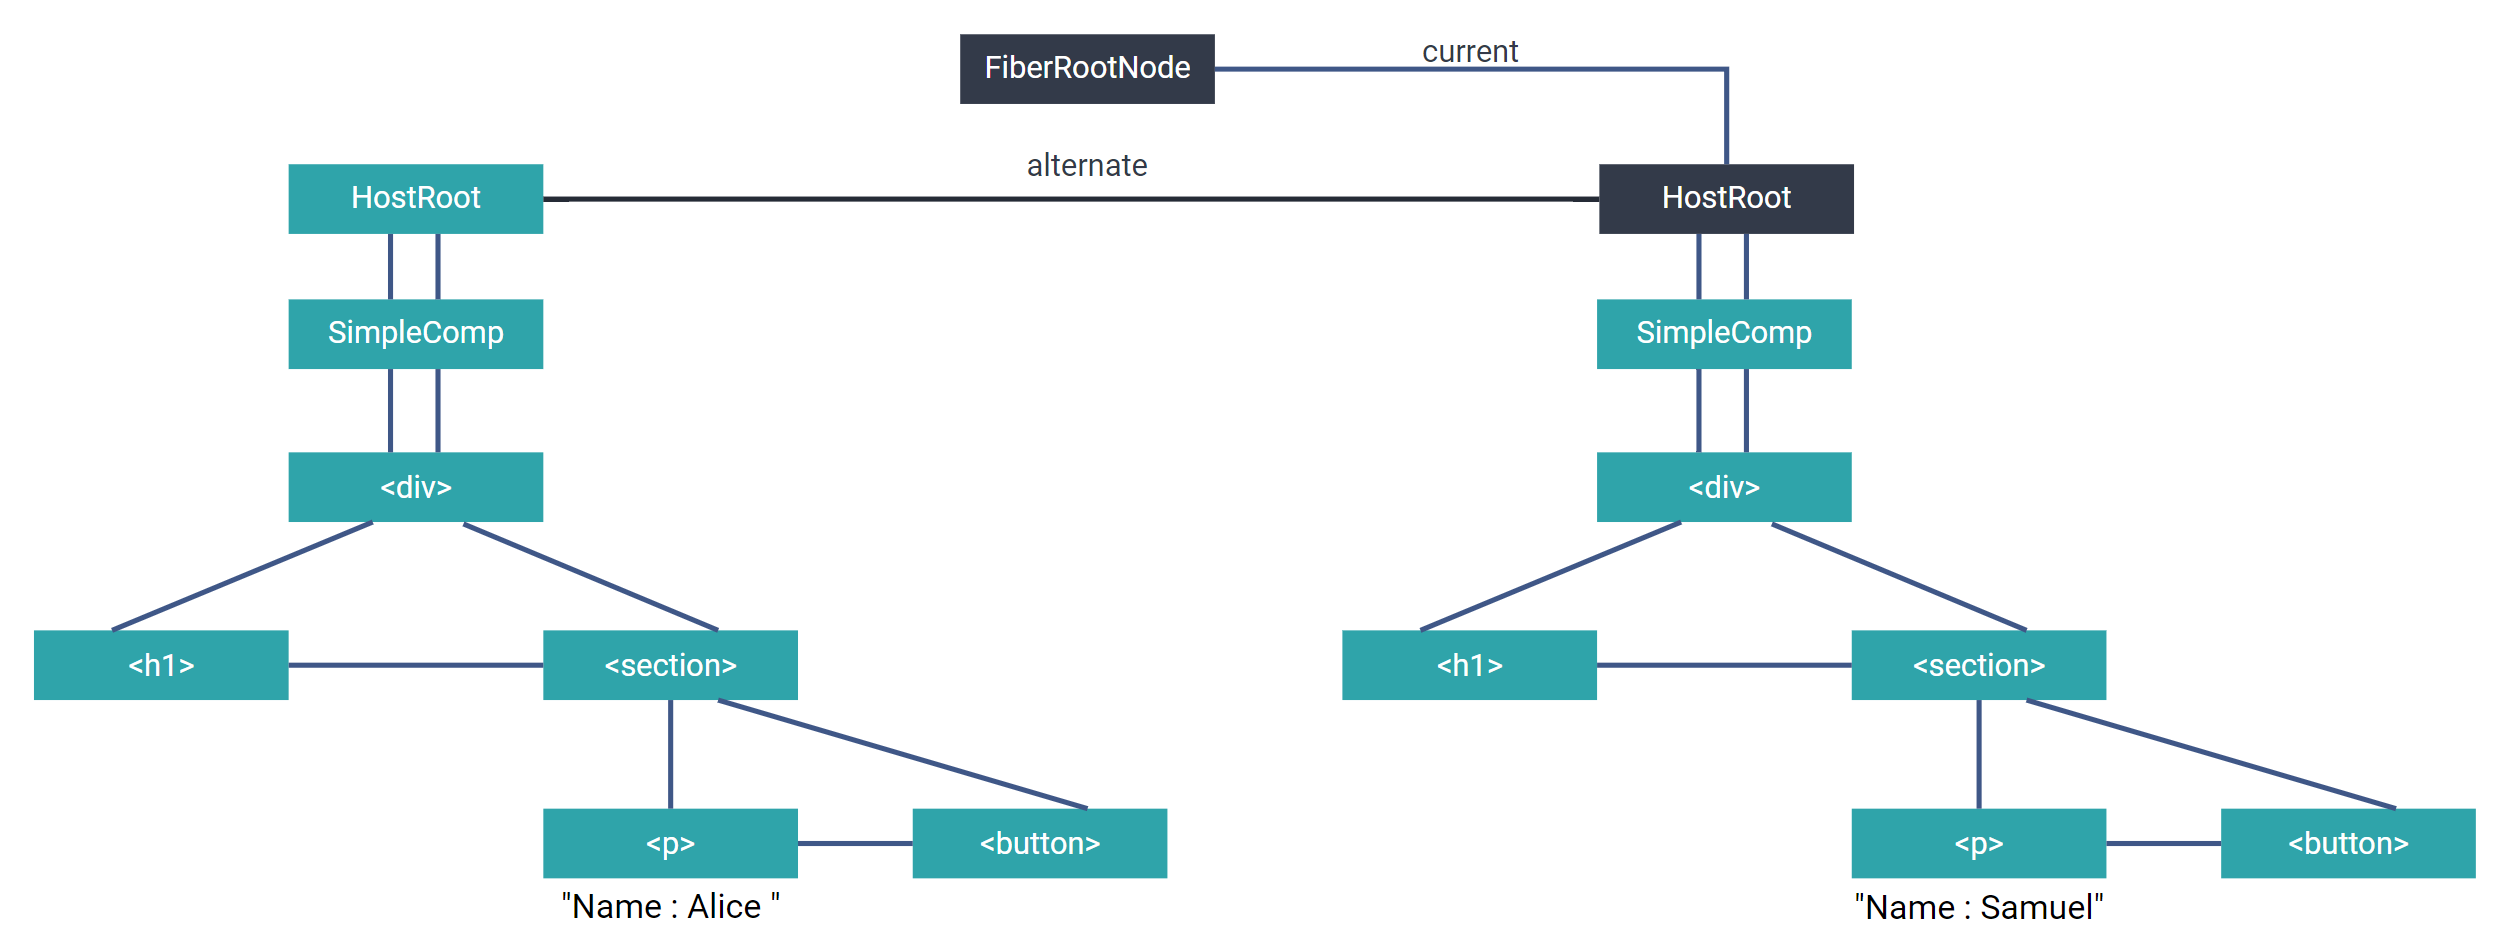 FiberRootNode
current
alternate
HostRoot
HostRoot
SimpleComp
SimpleComp
<div>
<div>
<h1>
<section>
<h1>
<section>
<p>
<button>
<p>
<button>
"Name : Alice "
"Name : Samuel"